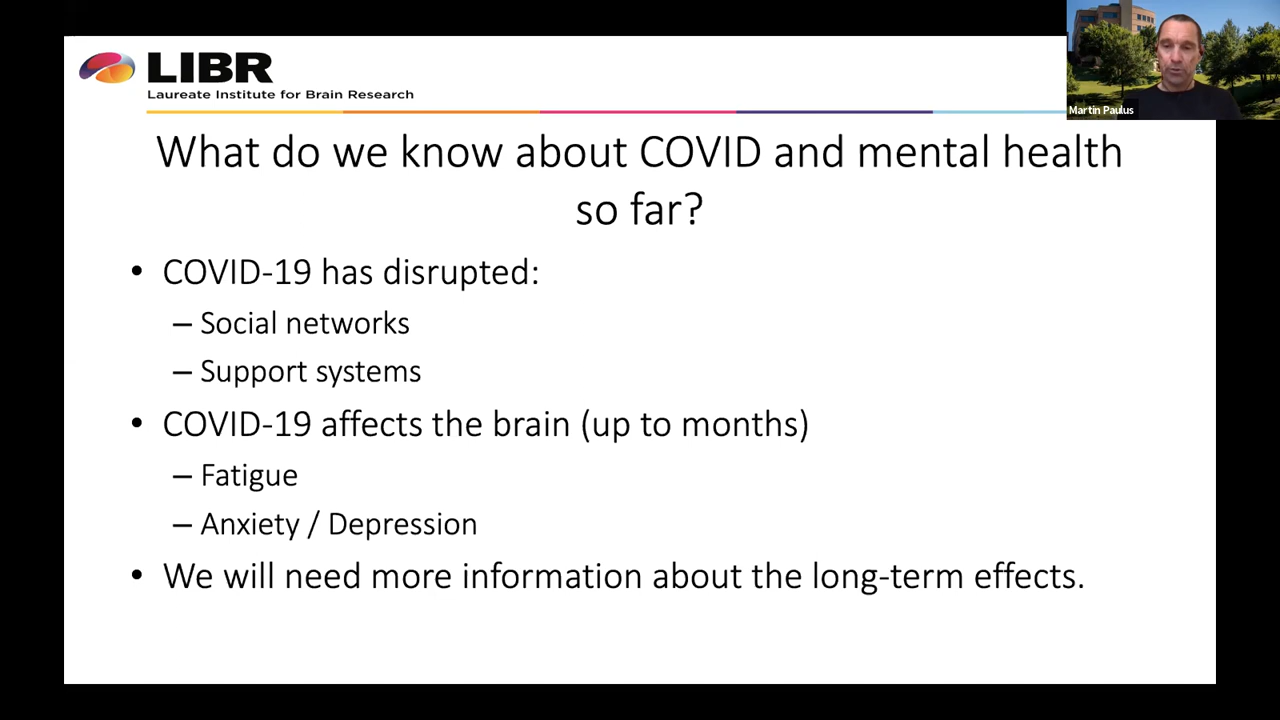 LIBR
Laureate Institute for Brain Research
Martin Paulus
What do we know about COVID and mental health
so far?
• COVID-19 has disrupted:
– Social networks
– Support systems
• COVID-19 affects the brain (up to months)
– Fatigue
– Anxiety / Depression
• We will need more information about the long-term effects.